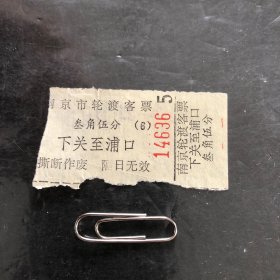 南京市轮渡客票
叁角伍分 (6)
下关至浦口
撕断作废 日无效
14636 5
南京轮渡客票
下关至浦口
叁角伍分